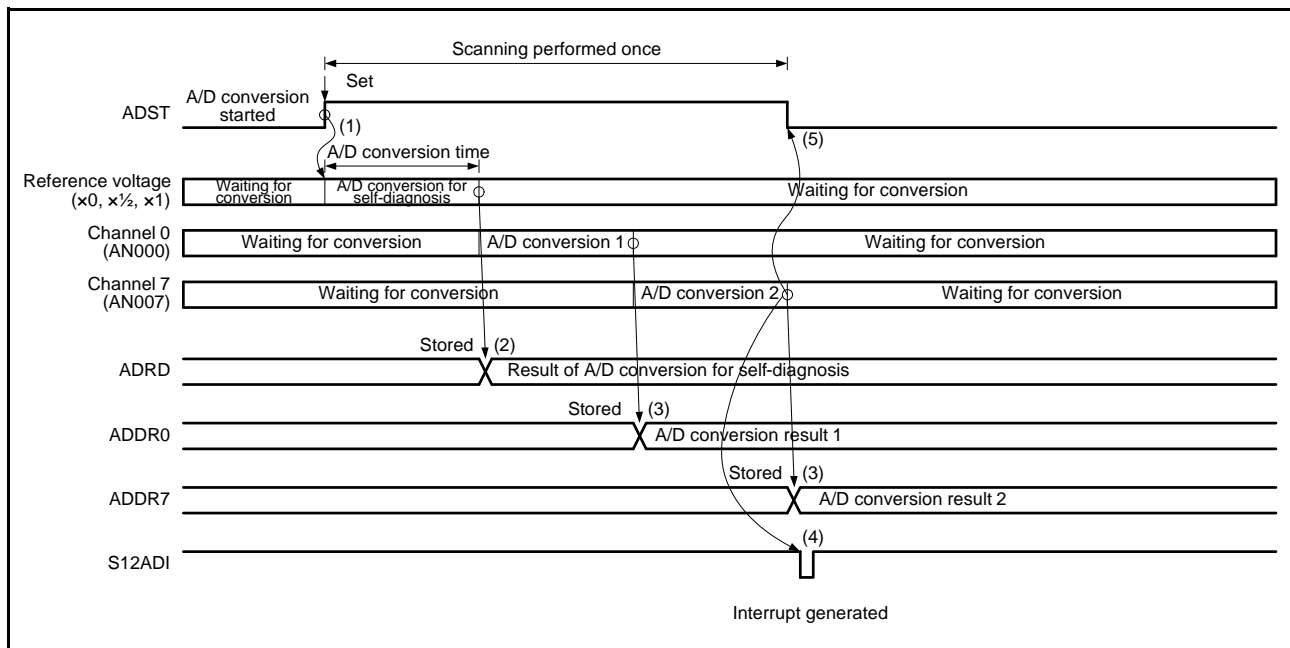 Scanning performed once
Set
ADST
A/D conversion
started
(1)
(5)
A/D conversion time
Reference voltage
(×0, ×½, ×1)
Waiting for
conversion
A/D conversion for
self-diagnosis
Waiting for conversion
Channel 0
(AN000)
Waiting for conversion
A/D conversion 1
Waiting for conversion
Channel 7
(AN007)
Waiting for conversion
A/D conversion 2
Waiting for conversion
Stored
(2)
ADRD
Result of A/D conversion for self-diagnosis
Stored
(3)
ADDR0
A/D conversion result 1
Stored
(3)
ADDR7
A/D conversion result 2
(4)
S12ADI
Interrupt generated